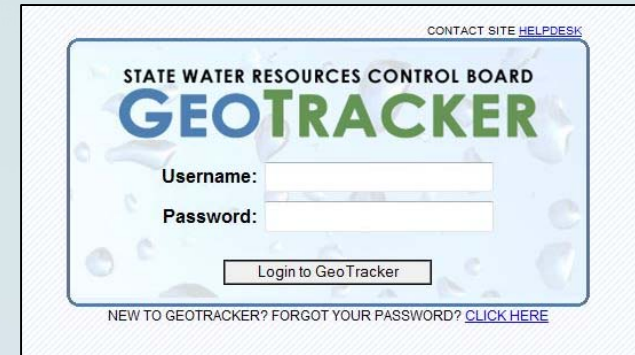 CONTACT SITE HELPDESK
STATE WATER RESOURCES CONTROL BOARD
GEOTRACKER
Username:
Password:
Login to GeoTracker
NEW TO GEOTRACKER? FORGOT YOUR PASSWORD? CLICK HERE